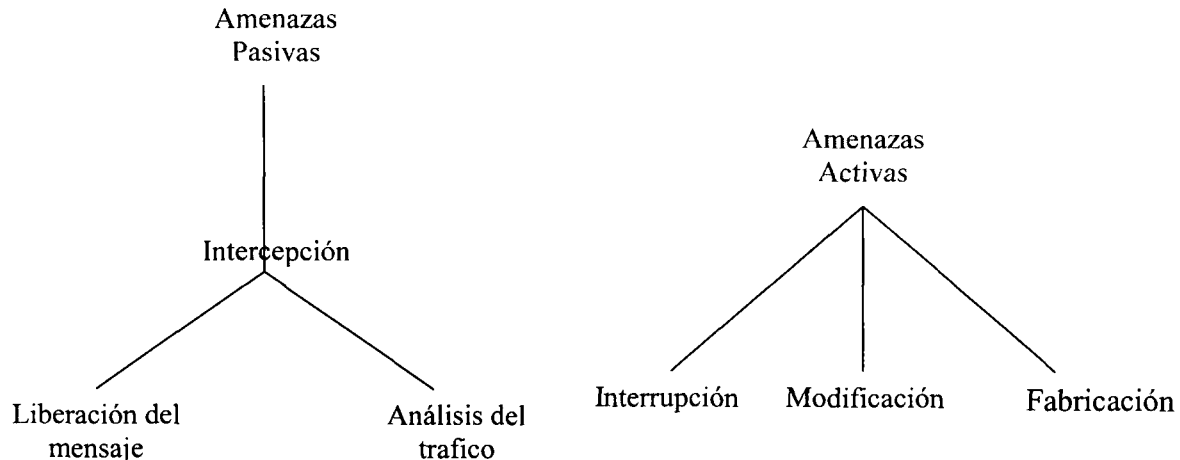 Amenazas
Pasivas
Intercepción
Liberación del
mensaje
Análisis del
trafico
Amenazas
Activas
Interrupción
Modificación
Fabricación